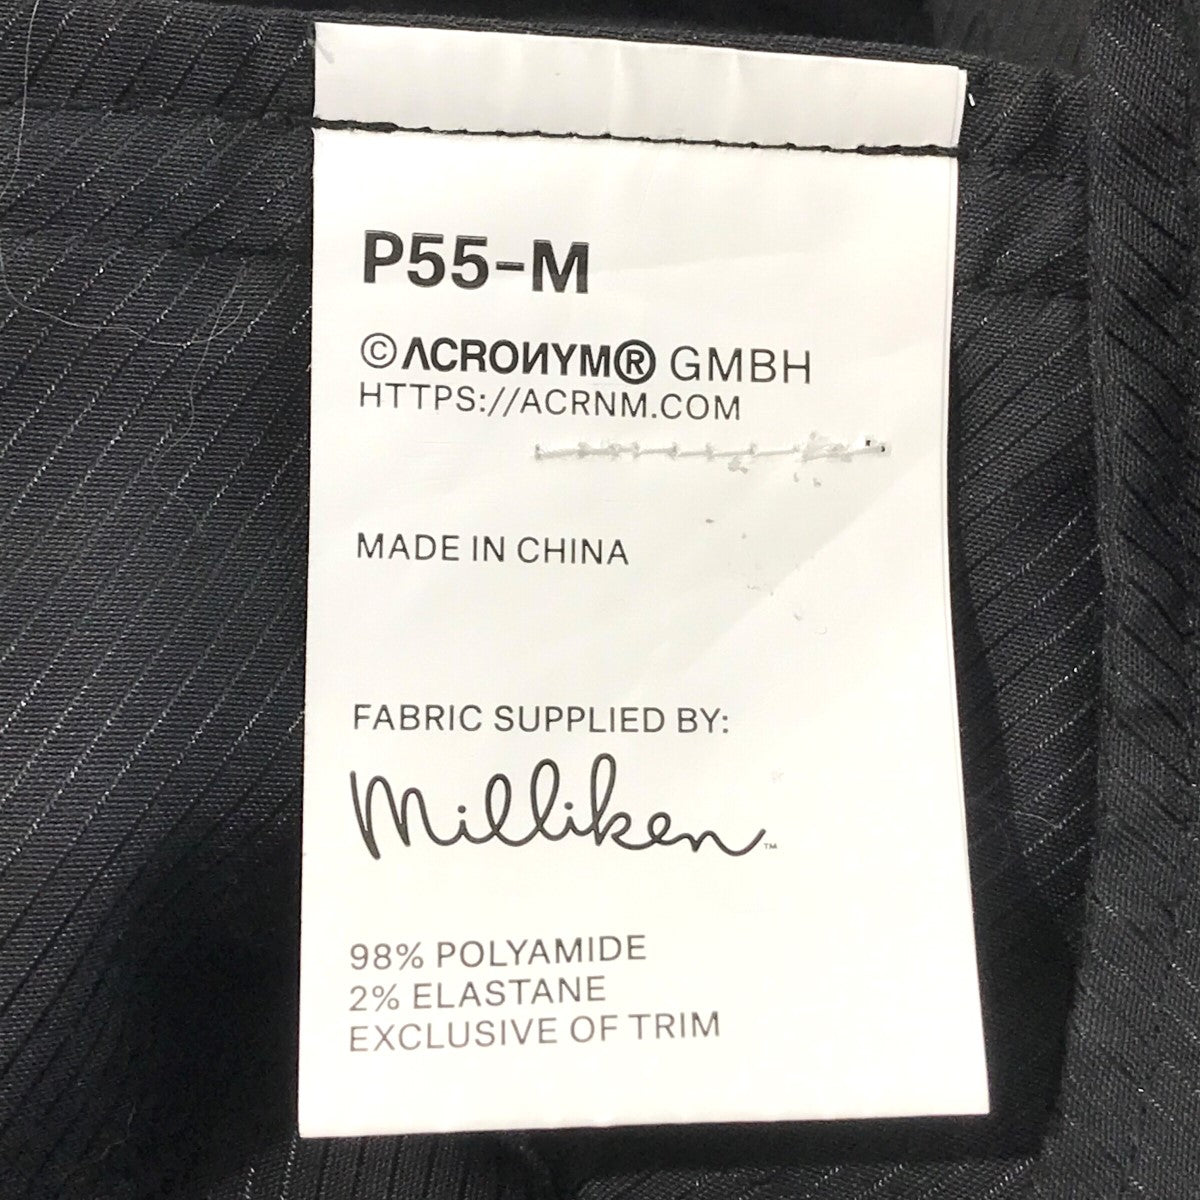 P55-M
©ΛCROИYM® GMBH
HTTPS://ACRNM.COM
MADE IN CHINA
FABRIC SUPPLIED BY:
Milliken™
98% POLYAMIDE
2% ELASTANE
EXCLUSIVE OF TRIM